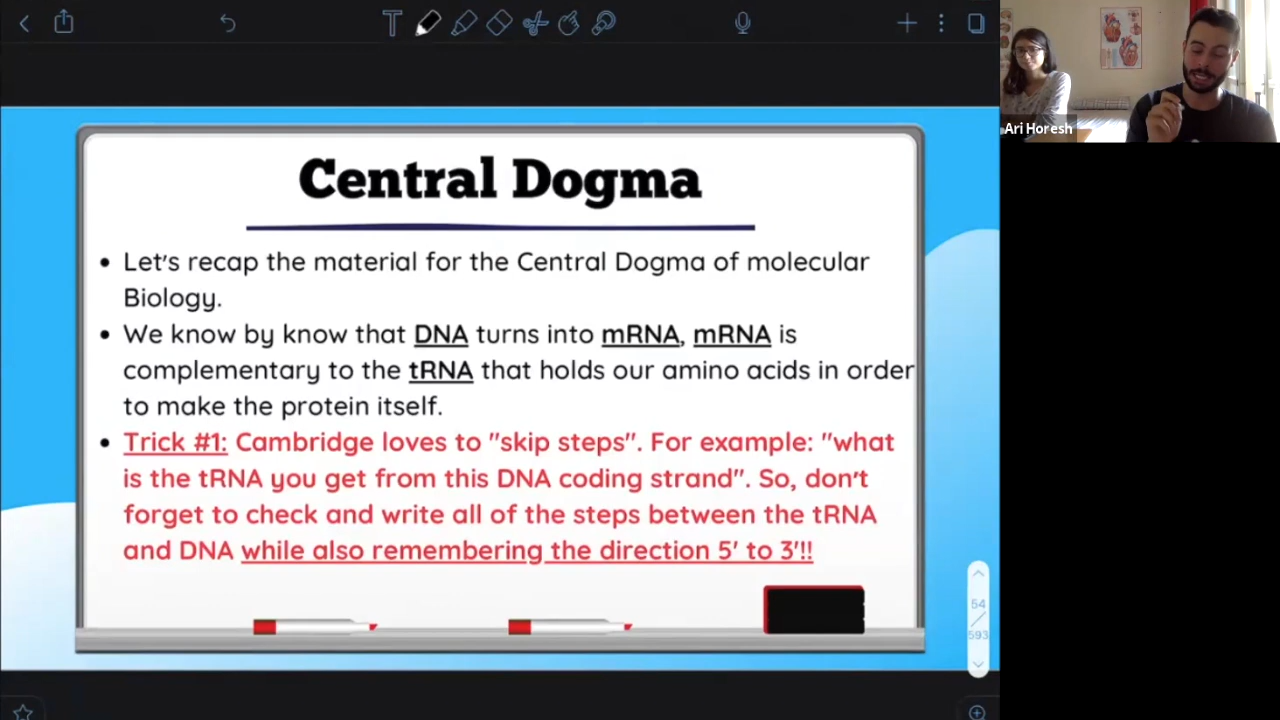 Central Dogma
Let's recap the material for the Central Dogma of molecular
Biology.
We know by know that DNA turns into mRNA, mRNA is
complementary to the tRNA that holds our amino acids in order
to make the protein itself.
Trick #1: Cambridge loves to "skip steps". For example: "what
is the tRNA you get from this DNA coding strand". So, don't
forget to check and write all of the steps between the tRNA
and DNA while also remembering the direction 5' to 3'!!
54
593
Ari Horesh